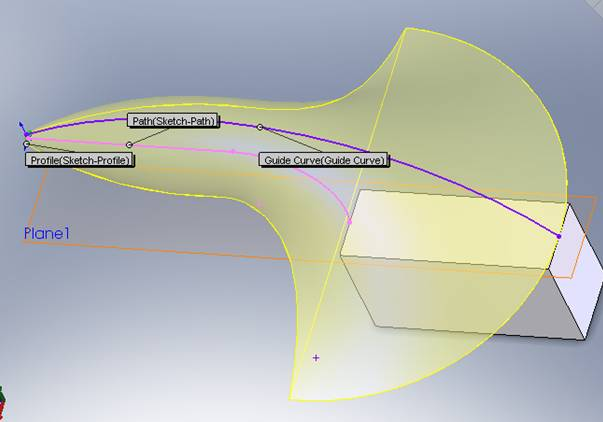 Path(Sketch-Path)
Profile(Sketch-Profile)
Guide Curve(Guide Curve)
Plane1